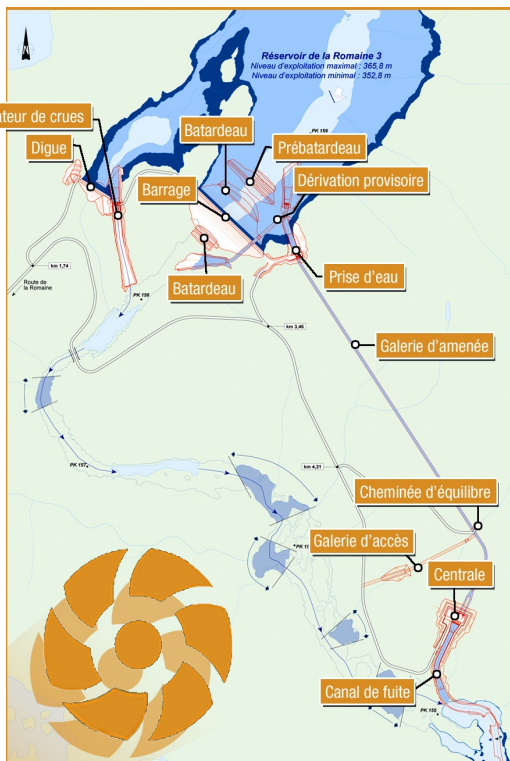 N
Réservoir de la Romaine 3
Niveau d'exploitation maximal : 365,8 m
Niveau d'exploitation minimal : 352,8 m
PK 159
ateur de crues
Batardeau
Digue
Prébatardeau
Barrage
Dérivation provisoire
km 1,74
Prise d'eau
Route de
la Romaine
Batardeau
PK 158
km 3,46
Galerie d'amenée
PK 157
km 4,21
Cheminée d'équilibre
Galerie d'accès
Centrale
Canal de fuite
PK 155